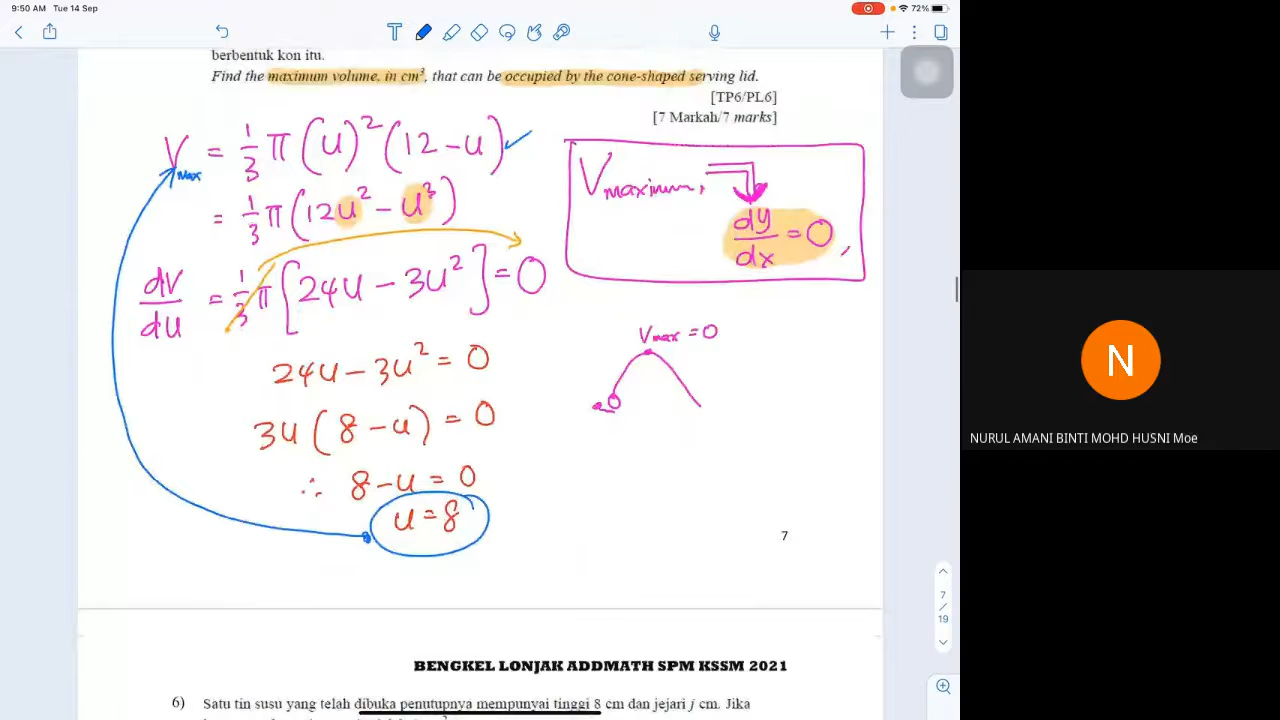 9:50 AM Tue 14 Sep
72%
berbentuk kon itu.
Find the maximum volume, in cm³, that can be occupied by the cone-shaped serving lid.
[TP6/PL6]
[7 Markah/7 marks]
V max = 1/3 π (u)² (12 - u) ✓
= 1/3 π (12u² - u³)
dV/du = 1/3 π [24u - 3u²] = 0
24u - 3u² = 0
3u (8 - u) = 0
∴ 8 - u = 0
u = 8
V maximum,
dy/dx = 0
V max = 0
7
BENGKEL LONJAK ADDMATH SPM KSSM 2021
6) Satu tin susu yang telah dibuka penutupnya mempunyai tinggi 8 cm dan jejari j cm. Jika
7
/
19
N
NURUL AMANI BINTI MOHD HUSNI Moe